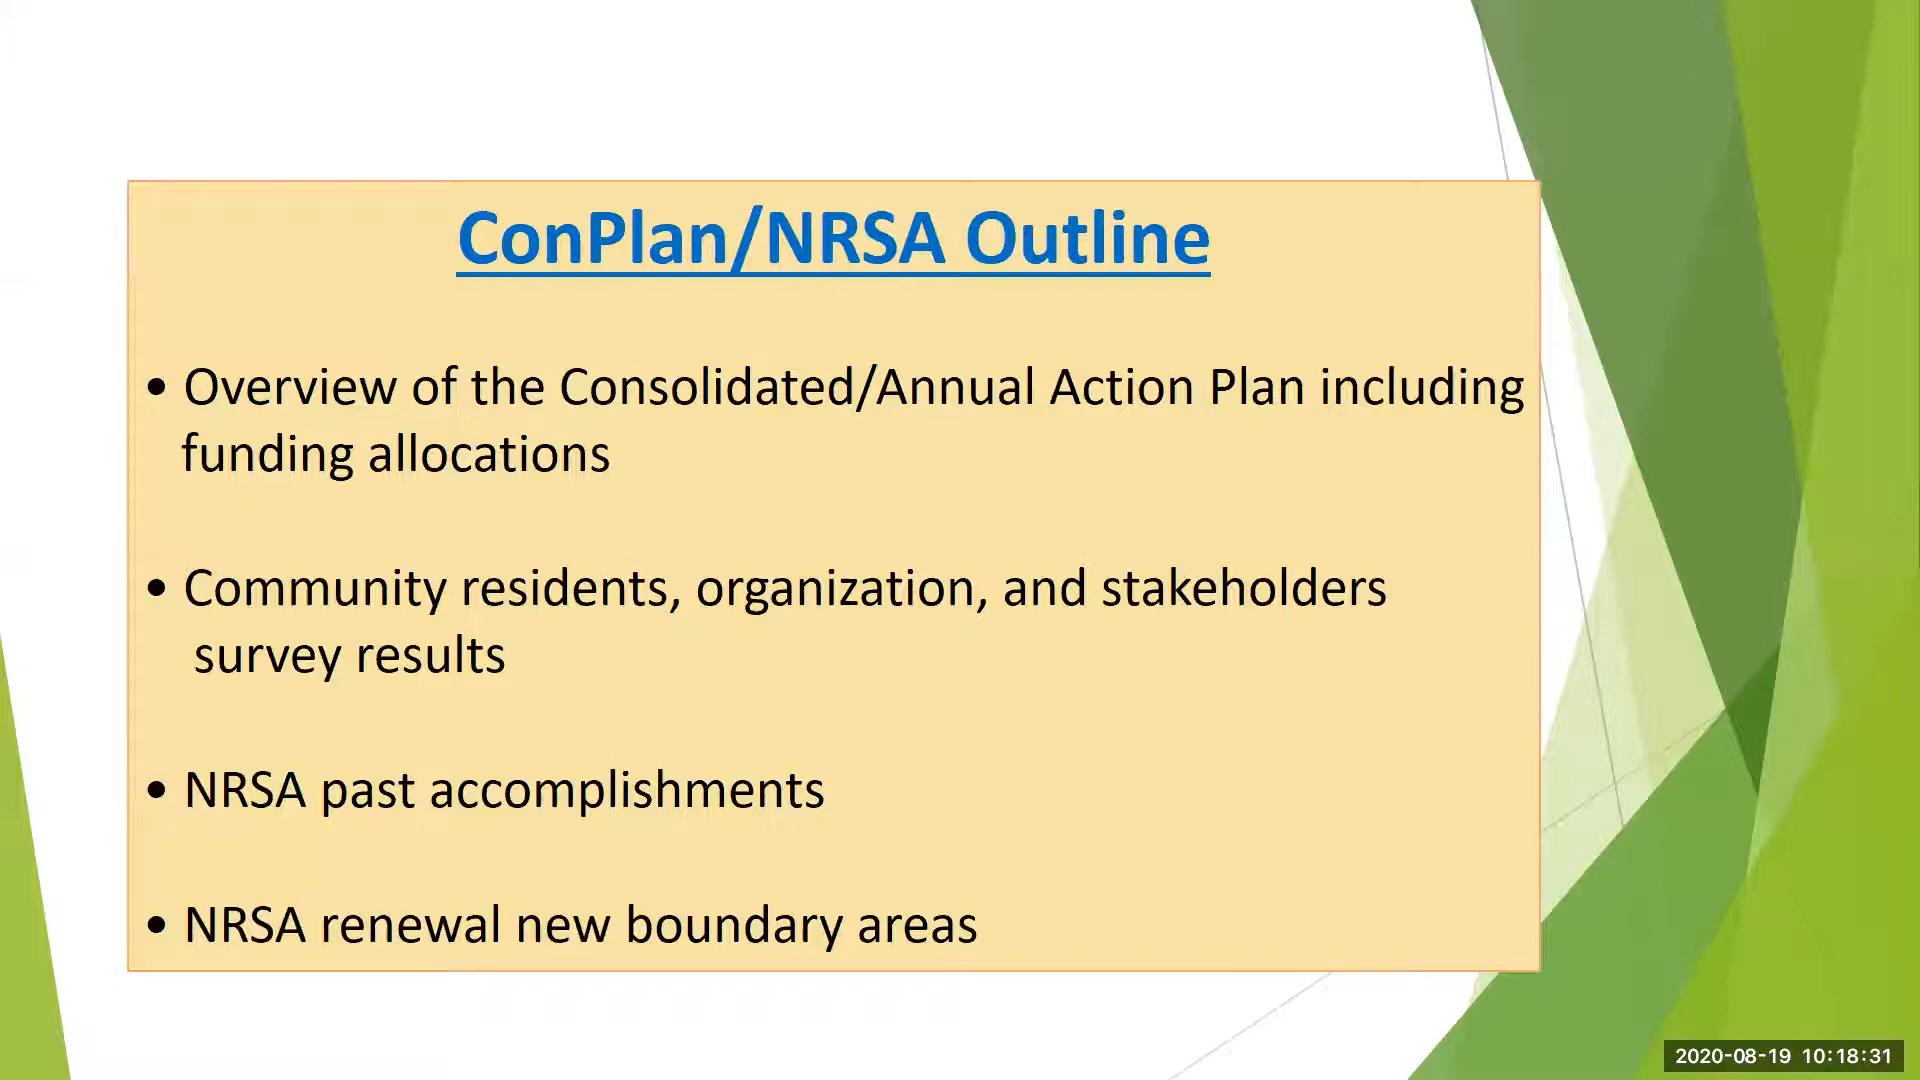 ConPlan/NRSA Outline
• Overview of the Consolidated/Annual Action Plan including
funding allocations
• Community residents, organization, and stakeholders
survey results
• NRSA past accomplishments
• NRSA renewal new boundary areas
2020-08-19 10:18:31